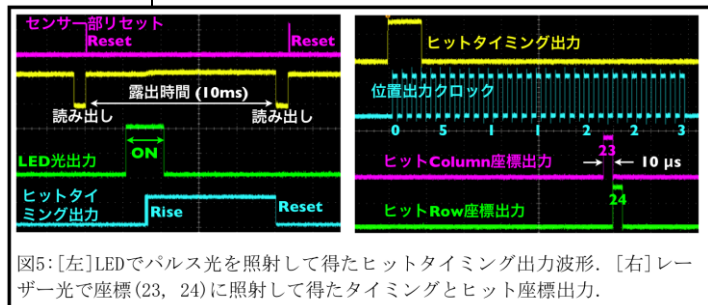 センサー部リセット
Reset
Reset
露出時間 (10ms)
読み出し
読み出し
LED光出力
ON
ヒットタイ
ミング出力
Rise
Reset
ヒットタイミング出力
位置出力クロック
0 5 1 1 2 2 3
ヒットColumn座標出力
23
10 μs
24
ヒットRow座標出力
図5:[左]LEDでパルス光を照射して得たヒットタイミング出力波形. [右]レー
ザー光で座標(23, 24)に照射して得たタイミングとヒット座標出力.